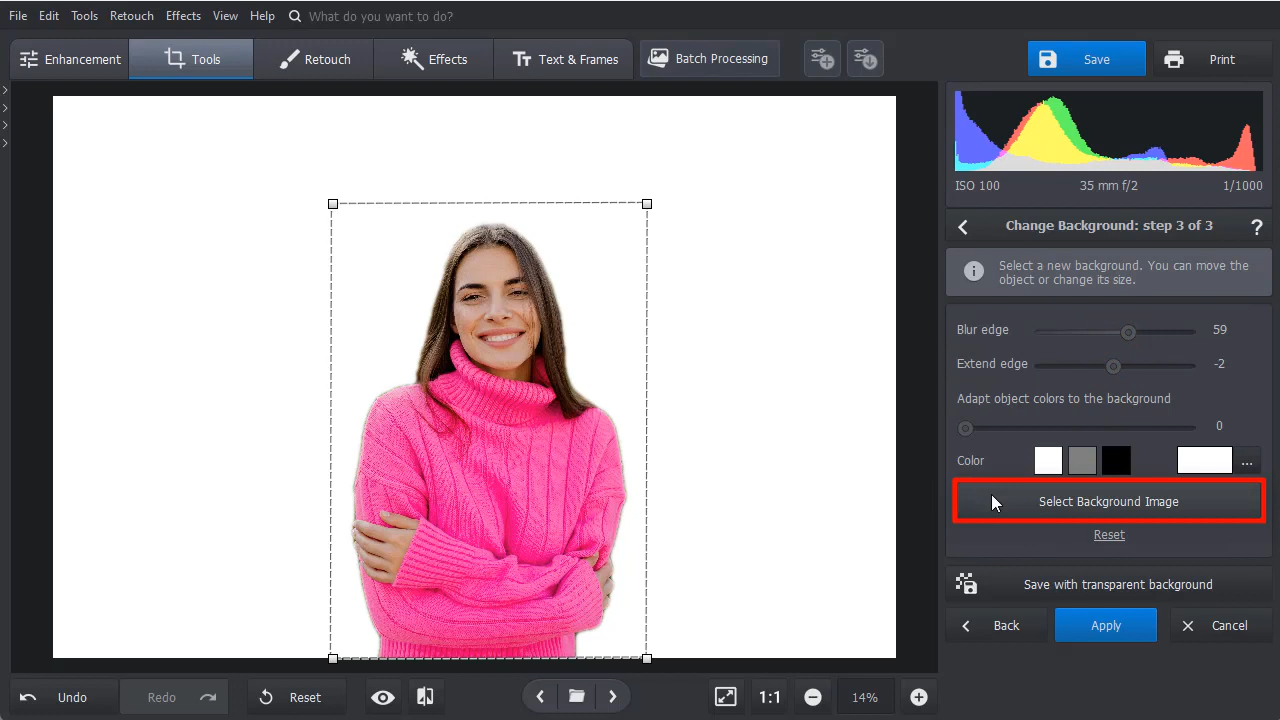 File Edit Tools Retouch Effects View Help What do you want to do?
Enhancement Tools Retouch Effects Text & Frames Batch Processing Save Print
ISO 100 35 mm f/2 1/1000
Change Background: step 3 of 3 ?
Select a new background. You can move the
object or change its size.
Blur edge 59
Extend edge -2
Adapt object colors to the background
0
Color ...
Select Background Image
Reset
Save with transparent background
Back Apply Cancel
Undo Redo Reset 1:1 14%